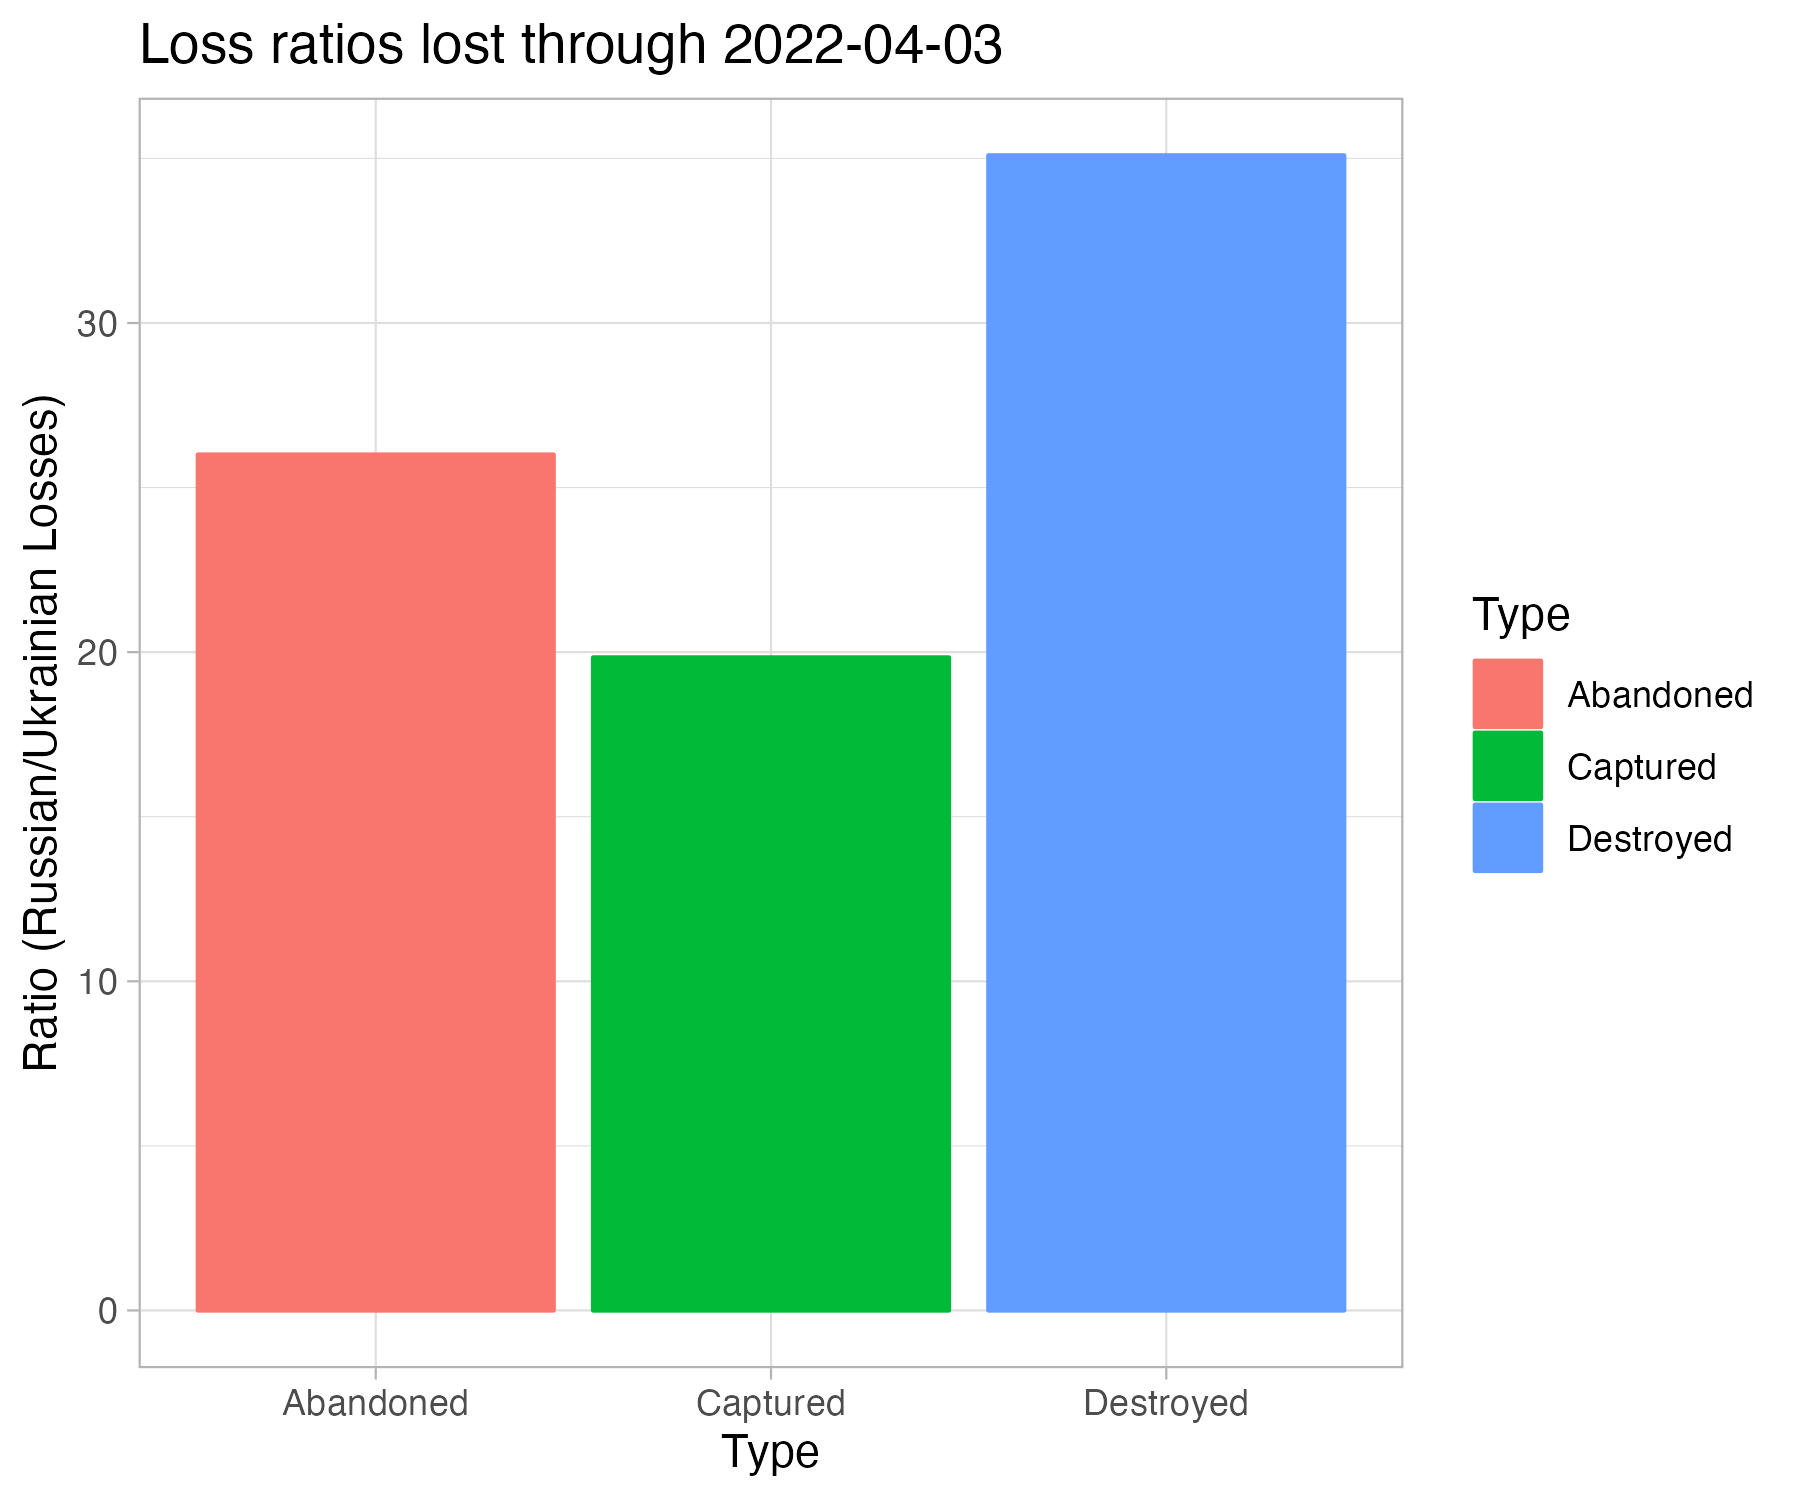 Loss ratios lost through 2022-04-03
Ratio (Russian/Ukrainian Losses)
30
20
10
0
Abandoned
Captured
Destroyed
Type
Type
Abandoned
Captured
Destroyed